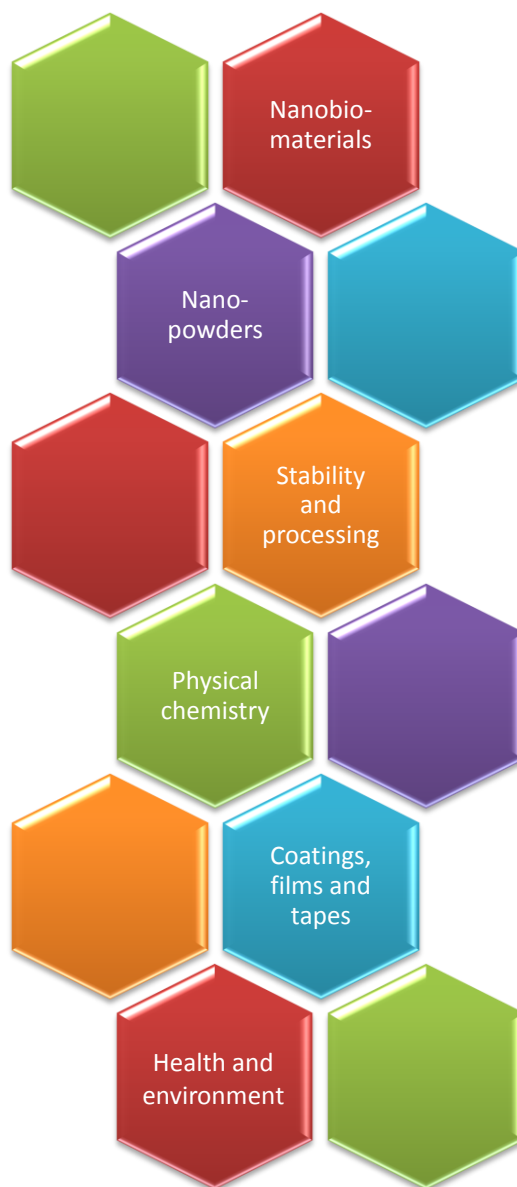 Nanobio-
materials
Nano-
powders
Stability
and
processing
Physical
chemistry
Coatings,
films and
tapes
Health and
environment